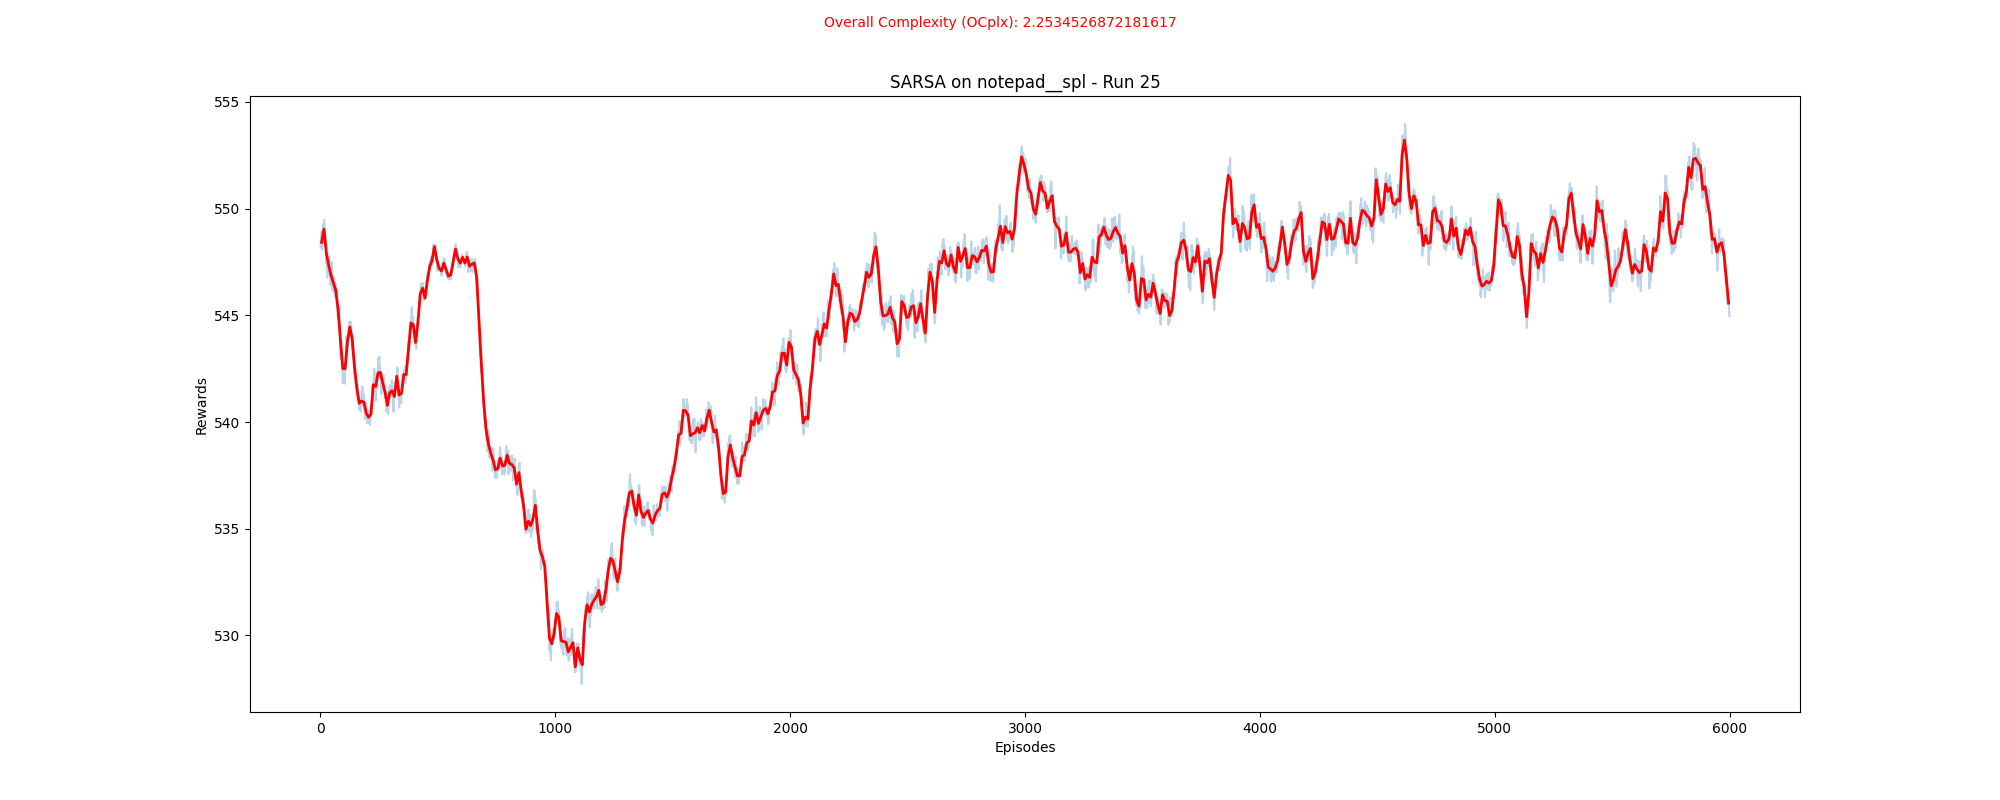 Overall Complexity (OCplx): 2.2534526872181617
SARSA on notepad__spl - Run 25
555
550
545
540
535
530
Rewards
0 1000 2000 3000 4000 5000 6000
Episodes